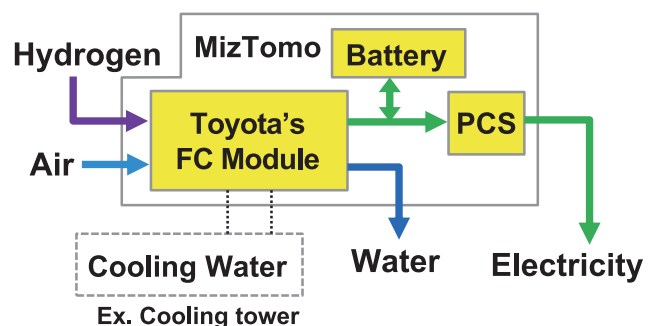 MizTomo
Hydrogen
Battery
Toyota's
FC Module
PCS
Air
Cooling Water
Water
Electricity
Ex. Cooling tower